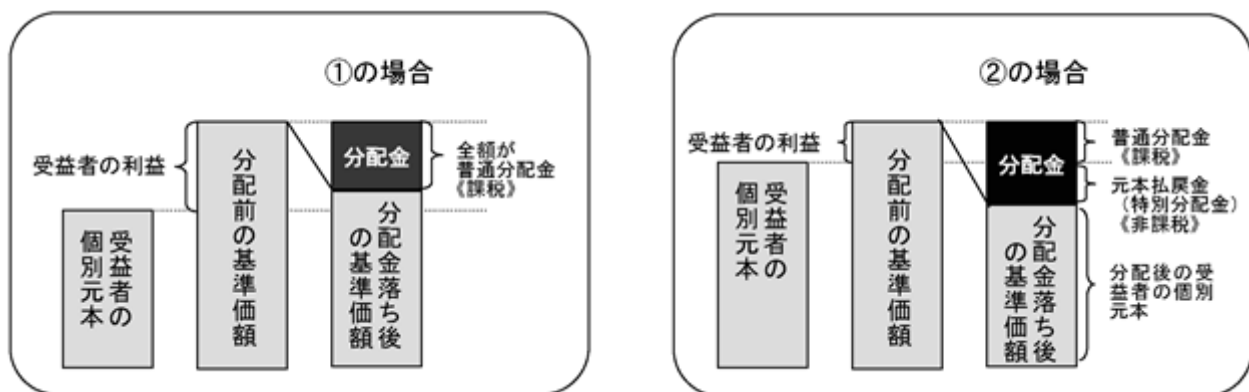 ①の場合
受益者の利益
受益者の
個別元本
分配前の基準価額
分配金
分配金落ち後
の基準価額
全額が
普通分配金
《課税》
②の場合
受益者の利益
受益者の
個別元本
分配前の基準価額
分配金
分配金落ち後
の基準価額
普通分配金
《課税》
元本払戻金
(特別分配金)
《非課税》
分配後の受
益者の個別
元本